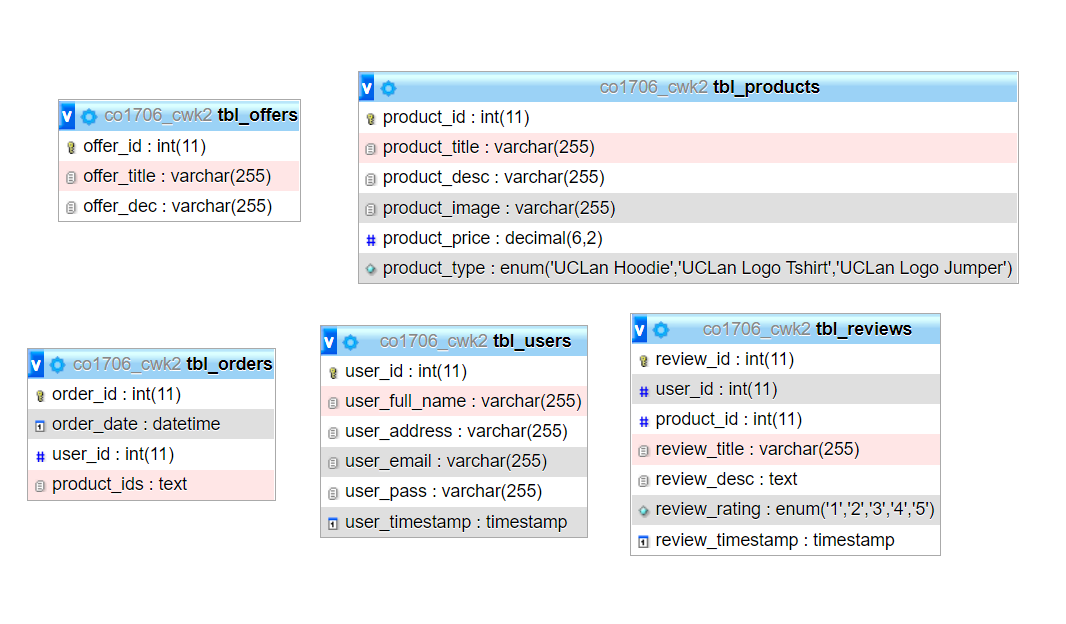 co1706_cwk2 tbl_offers
offer_id : int(11)
offer_title : varchar(255)
offer_dec : varchar(255)
co1706_cwk2 tbl_products
product_id : int(11)
product_title : varchar(255)
product_desc : varchar(255)
product_image : varchar(255)
product_price : decimal(6,2)
product_type : enum('UCLan Hoodie','UCLan Logo Tshirt','UCLan Logo Jumper')
co1706_cwk2 tbl_orders
order_id : int(11)
order_date : datetime
user_id : int(11)
product_ids : text
co1706_cwk2 tbl_users
user_id : int(11)
user_full_name : varchar(255)
user_address : varchar(255)
user_email : varchar(255)
user_pass : varchar(255)
user_timestamp : timestamp
co1706_cwk2 tbl_reviews
review_id : int(11)
user_id : int(11)
product_id : int(11)
review_title : varchar(255)
review_desc : text
review_rating : enum('1','2','3','4','5')
review_timestamp : timestamp